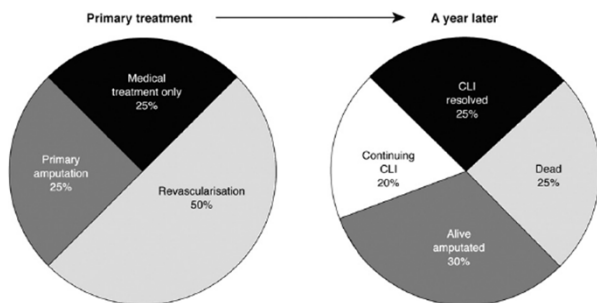 Primary treatment
A year later
Medical
treatment only
25%
Primary
amputation
25%
Revascularisation
50%
CLI
resolved
25%
Continuing
CLI
20%
Dead
25%
Alive
amputated
30%